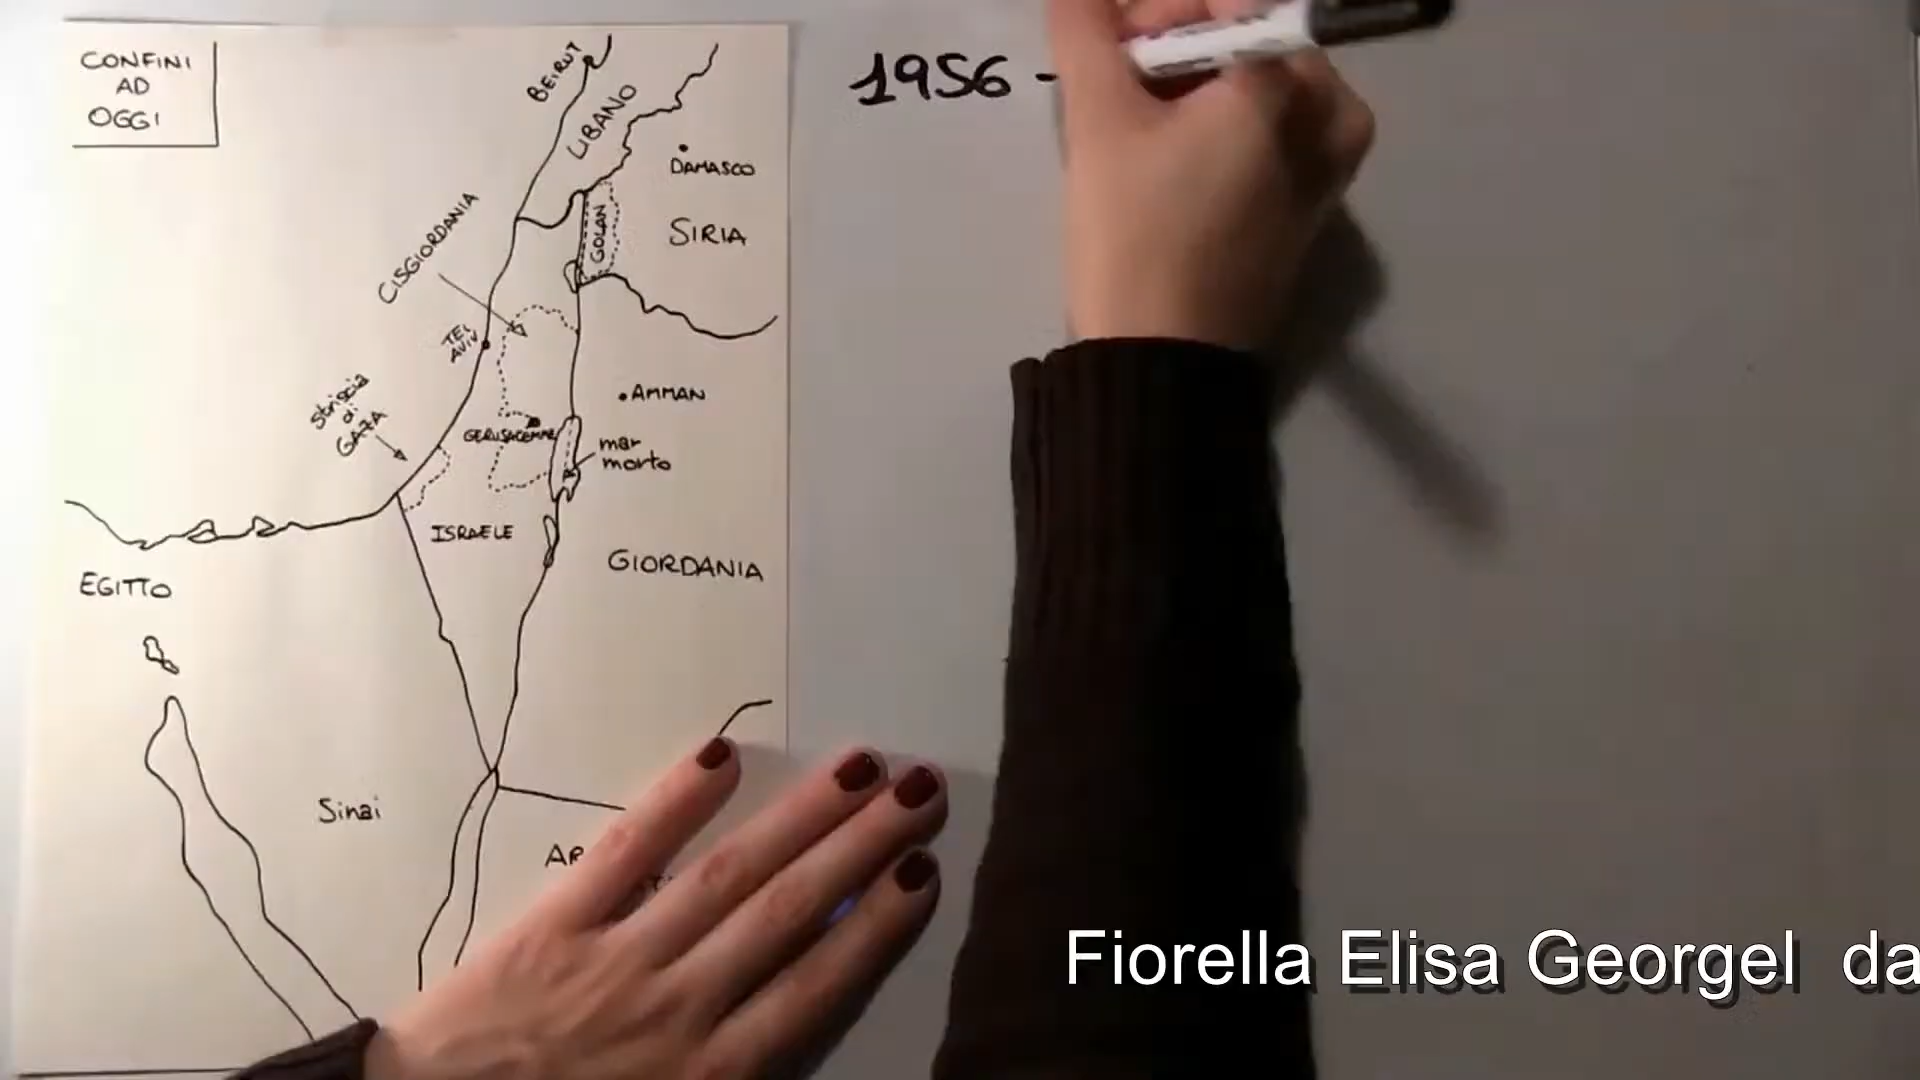 CONFINI
AD
OGGI
1956 -
BEIRUT
LIBANO
DAMASCO
SIRIA
GOLAN
CISGIORDANIA
TEL
AVIV
AMMAN
striscia
di
GAZA
GERUSALEMME
mar
morto
ISRAELE
GIORDANIA
EGITTO
Sinai
AR
Fiorella Elisa Georgel da